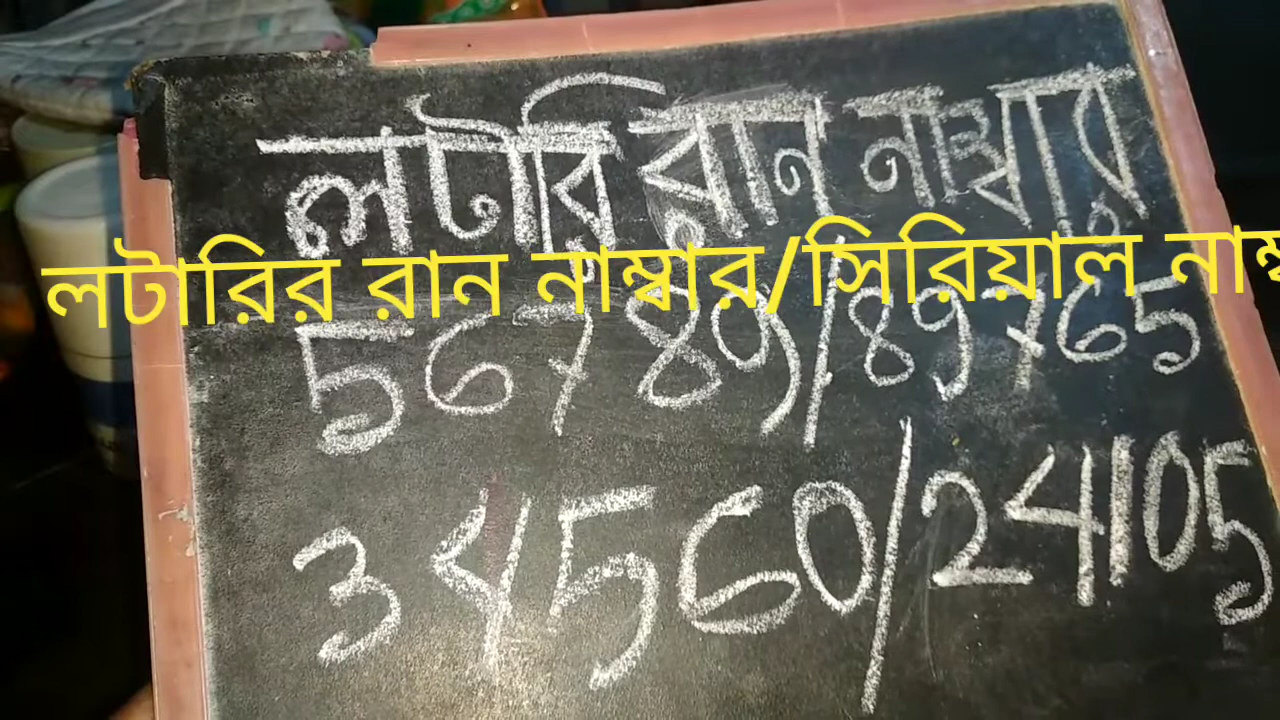 লটারি রান নাম্বার
লটারির রান নাম্বার/সিরিয়াল
56789/89765
34560/24105